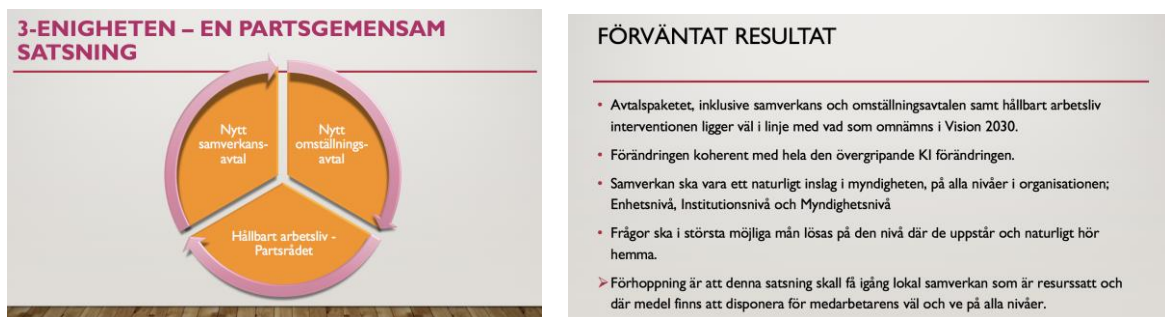 3-ENIGHETEN – EN PARTSGEMENSAM
SATSNING
Nytt
samverkans-
avtal
Nytt
omställnings-
avtal
Hållbart arbetsliv -
Partsrådet
FÖRVÄNTAT RESULTAT
• Avtalspaketet, inklusive samverkans och omställningsavtalen samt hållbart arbetsliv
interventionen ligger väl i linje med vad som omnämns i Vision 2030.
• Förändringen koherent med hela den övergripande KI förändringen.
• Samverkan ska vara ett naturligt inslag i myndigheten, på alla nivåer i organisationen;
Enhetsnivå, Institutionsnivå och Myndighetsnivå
• Frågor ska i största möjliga mån lösas på den nivå där de uppstår och naturligt hör
hemma.
➢ Förhoppning är att denna satsning skall få igång lokal samverkan som är resurssatt och
där medel finns att disponera för medarbetarens väl och ve på alla nivåer.